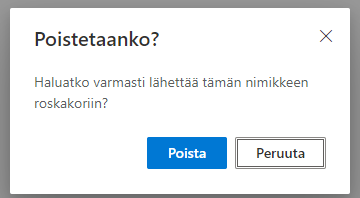 Poistetaanko?
Haluatko varmasti lähettää tämän nimikkeen
roskakoriin?
Poista
Peruuta